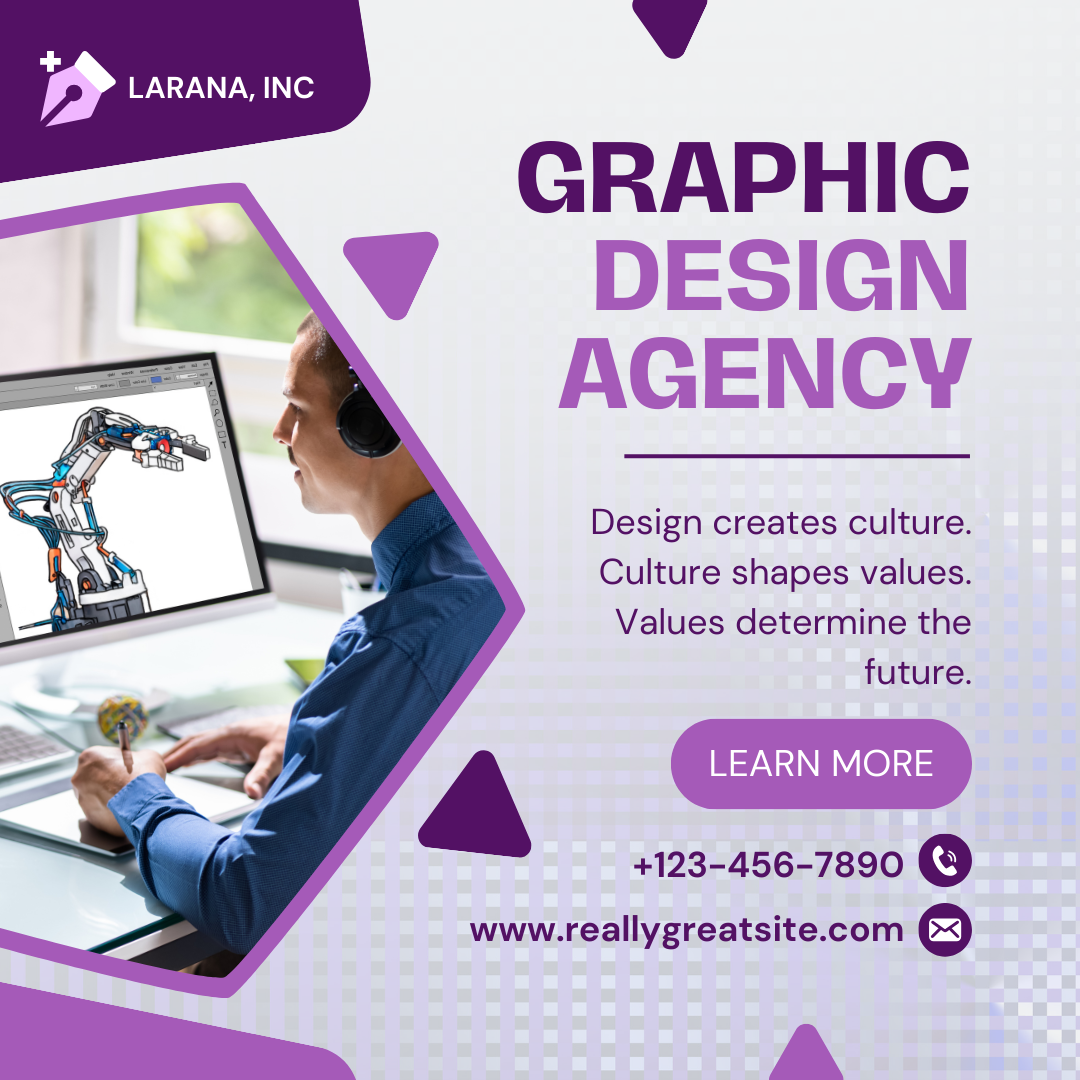 LARANA, INC
GRAPHIC
DESIGN
AGENCY
Design creates culture.
Culture shapes values.
Values determine the
future.
LEARN MORE
+123-456-7890
www.reallygreatsite.com